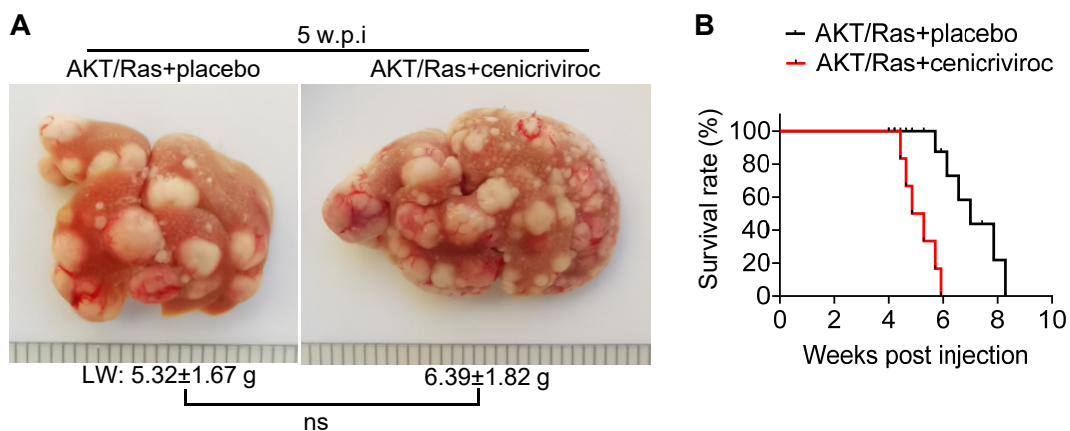 A
5 w.p.i
AKT/Ras+placebo
AKT/Ras+cenicriviroc
LW: 5.32±1.67 g
6.39±1.82 g
ns
B
AKT/Ras+placebo
AKT/Ras+cenicriviroc
Survival rate (%)
100
80
60
40
20
0
0 2 4 6 8 10
Weeks post injection